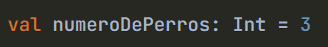 val numeroDePerros: Int = 3